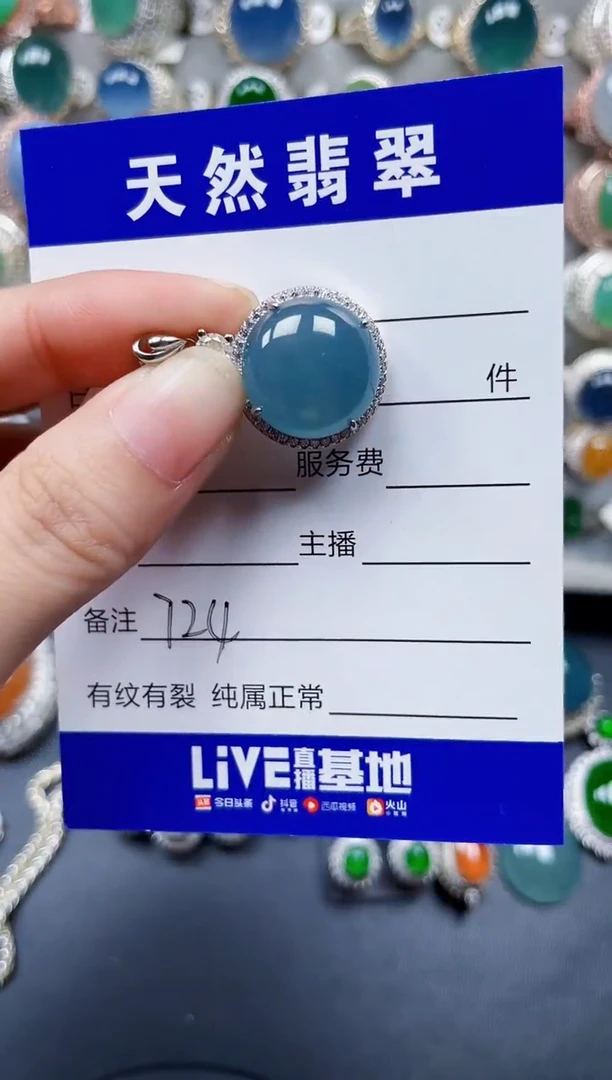 天然翡翠
件
服务费
主播
备注 724
有纹有裂 纯属正常
LiVE直播基地
头条 今日头条 抖音 西瓜视频 火山